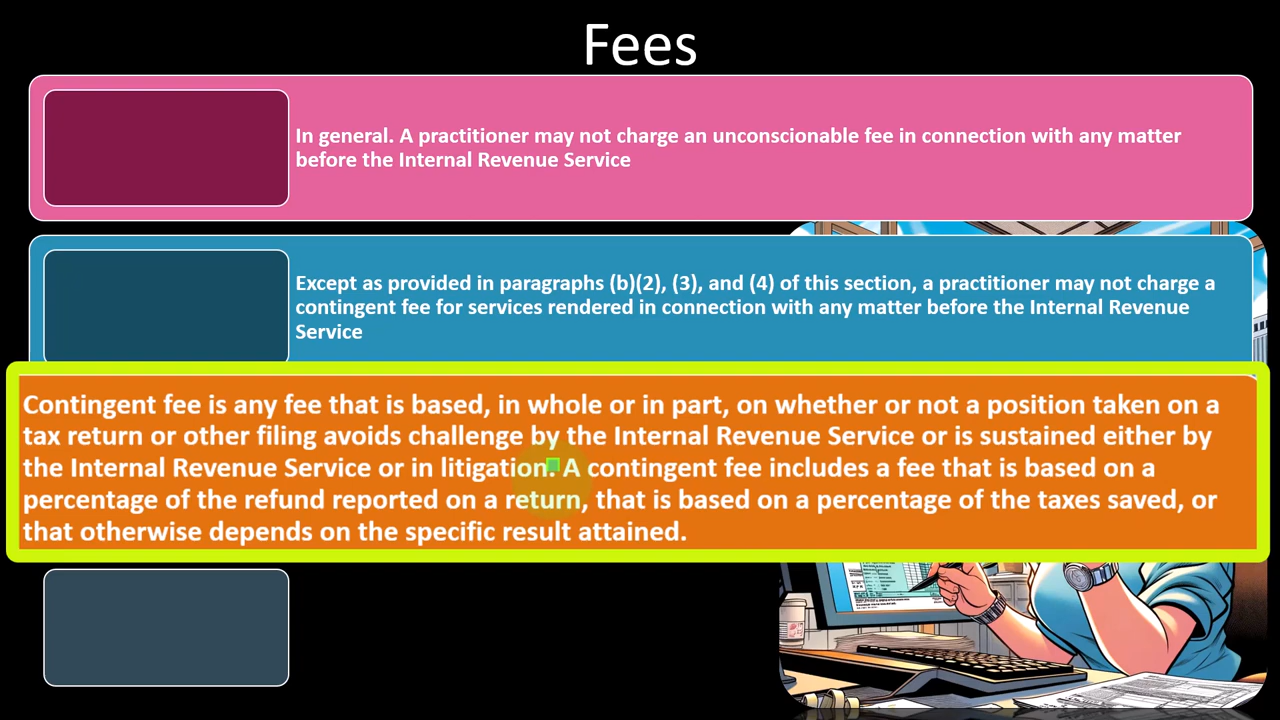 Fees
In general. A practitioner may not charge an unconscionable fee in connection with any matter
before the Internal Revenue Service
Except as provided in paragraphs (b)(2), (3), and (4) of this section, a practitioner may not charge a
contingent fee for services rendered in connection with any matter before the Internal Revenue
Service
Contingent fee is any fee that is based, in whole or in part, on whether or not a position taken on a
tax return or other filing avoids challenge by the Internal Revenue Service or is sustained either by
the Internal Revenue Service or in litigation. A contingent fee includes a fee that is based on a
percentage of the refund reported on a return, that is based on a percentage of the taxes saved, or
that otherwise depends on the specific result attained.